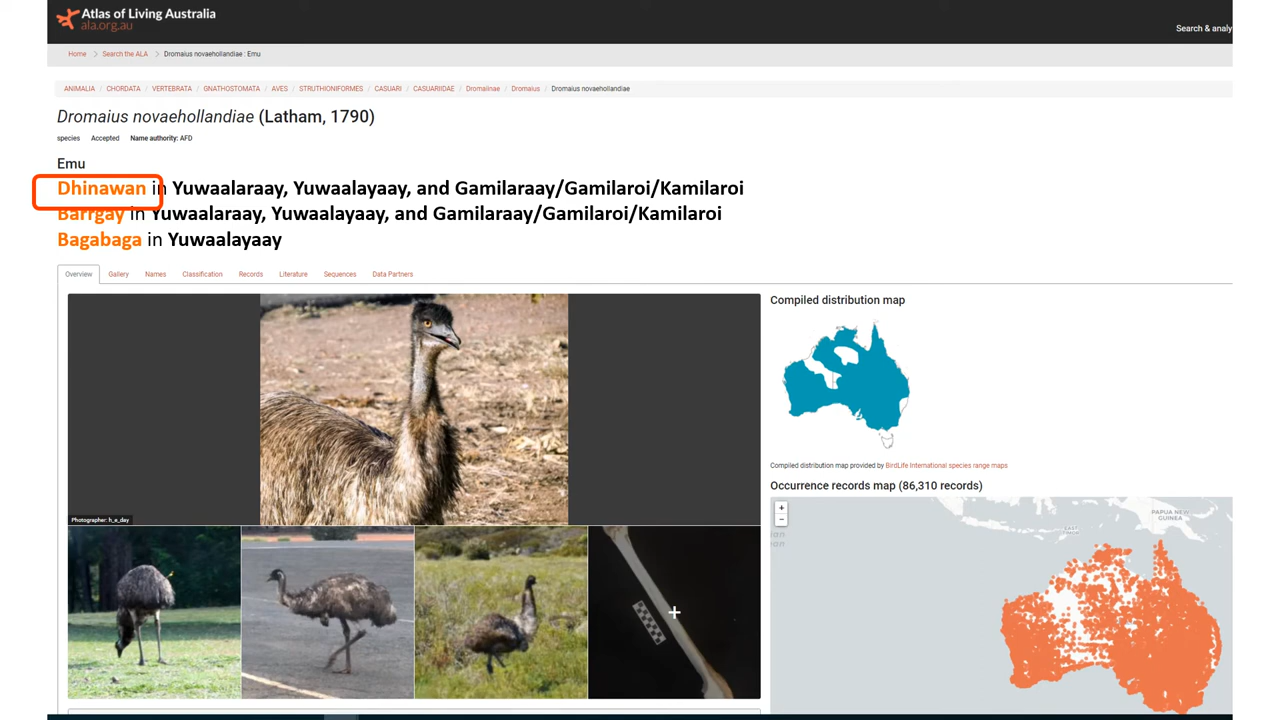 Atlas of Living Australia
ala.org.au
Search & analy
Home > Search the ALA > Dromaius novaehollandiae : Emu
ANIMALIA / CHORDATA / VERTEBRATA / GNATHOSTOMATA / AVES / STRUTHIONIFORMES / CASUARI / CASUARIIDAE / Dromaiinae / Dromaius / Dromaius novaehollandiae
Dromaius novaehollandiae (Latham, 1790)
species Accepted Name authority: AFD
Emu
Dhinawan in Yuwaalaraay, Yuwaalayaay, and Gamilaraay/Gamilaroi/Kamilaroi
Barrgay in Yuwaalaraay, Yuwaalayaay, and Gamilaraay/Gamilaroi/Kamilaroi
Bagabaga in Yuwaalayaay
Overview Gallery Names Classification Records Literature Sequences Data Partners
Photographer: h_a_day
Compiled distribution map
Compiled distribution map provided by BirdLife International species range maps
Occurrence records map (86,310 records)
+
−
PAPUA NEW
GUINEA
EAST
TIMOR